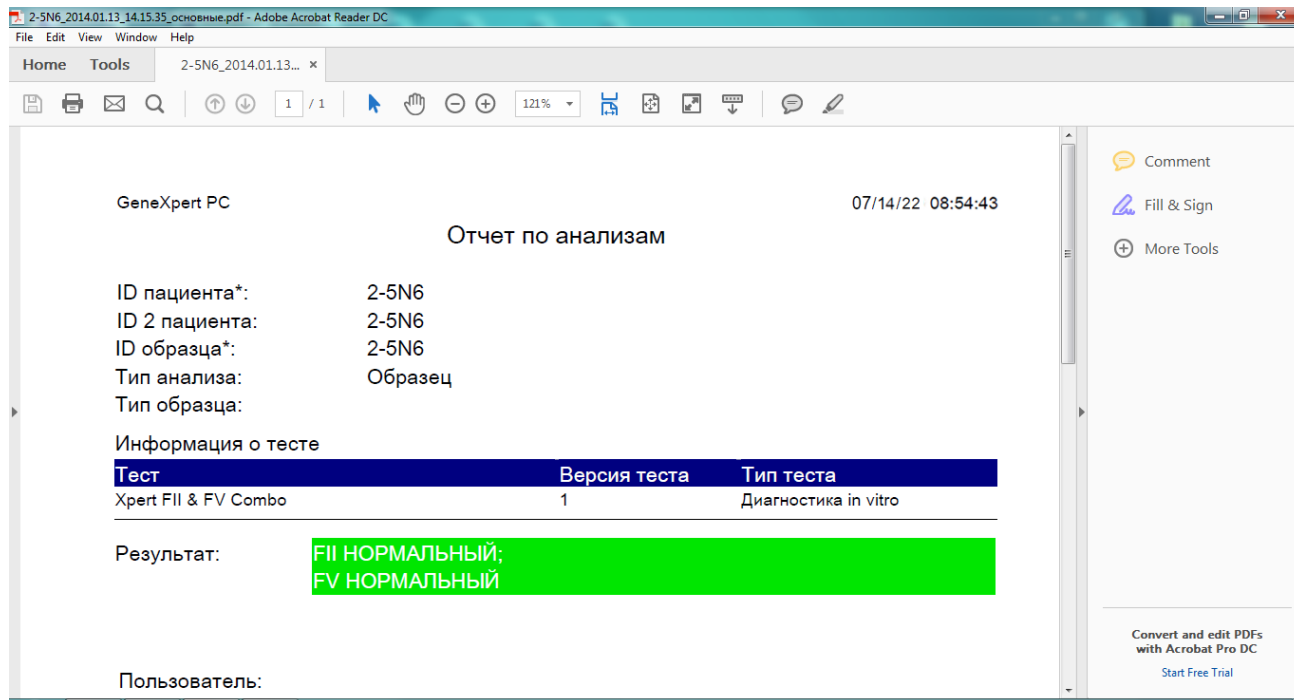 2-5N6_2014.01.13_14.15.35_основные.pdf - Adobe Acrobat Reader DC
File Edit View Window Help
Home Tools 2-5N6_2014.01.13... ×
1 / 1 121%
GeneXpert PC 07/14/22 08:54:43
Отчет по анализам
ID пациента*: 2-5N6
ID 2 пациента: 2-5N6
ID образца*: 2-5N6
Тип анализа: Образец
Тип образца:
Информация о тесте
Тест Версия теста Тип теста
Xpert FII & FV Combo 1 Диагностика in vitro
Результат: FII НОРМАЛЬНЫЙ;
FV НОРМАЛЬНЫЙ
Пользователь:
Comment
Fill & Sign
More Tools
Convert and edit PDFs
with Acrobat Pro DC
Start Free Trial